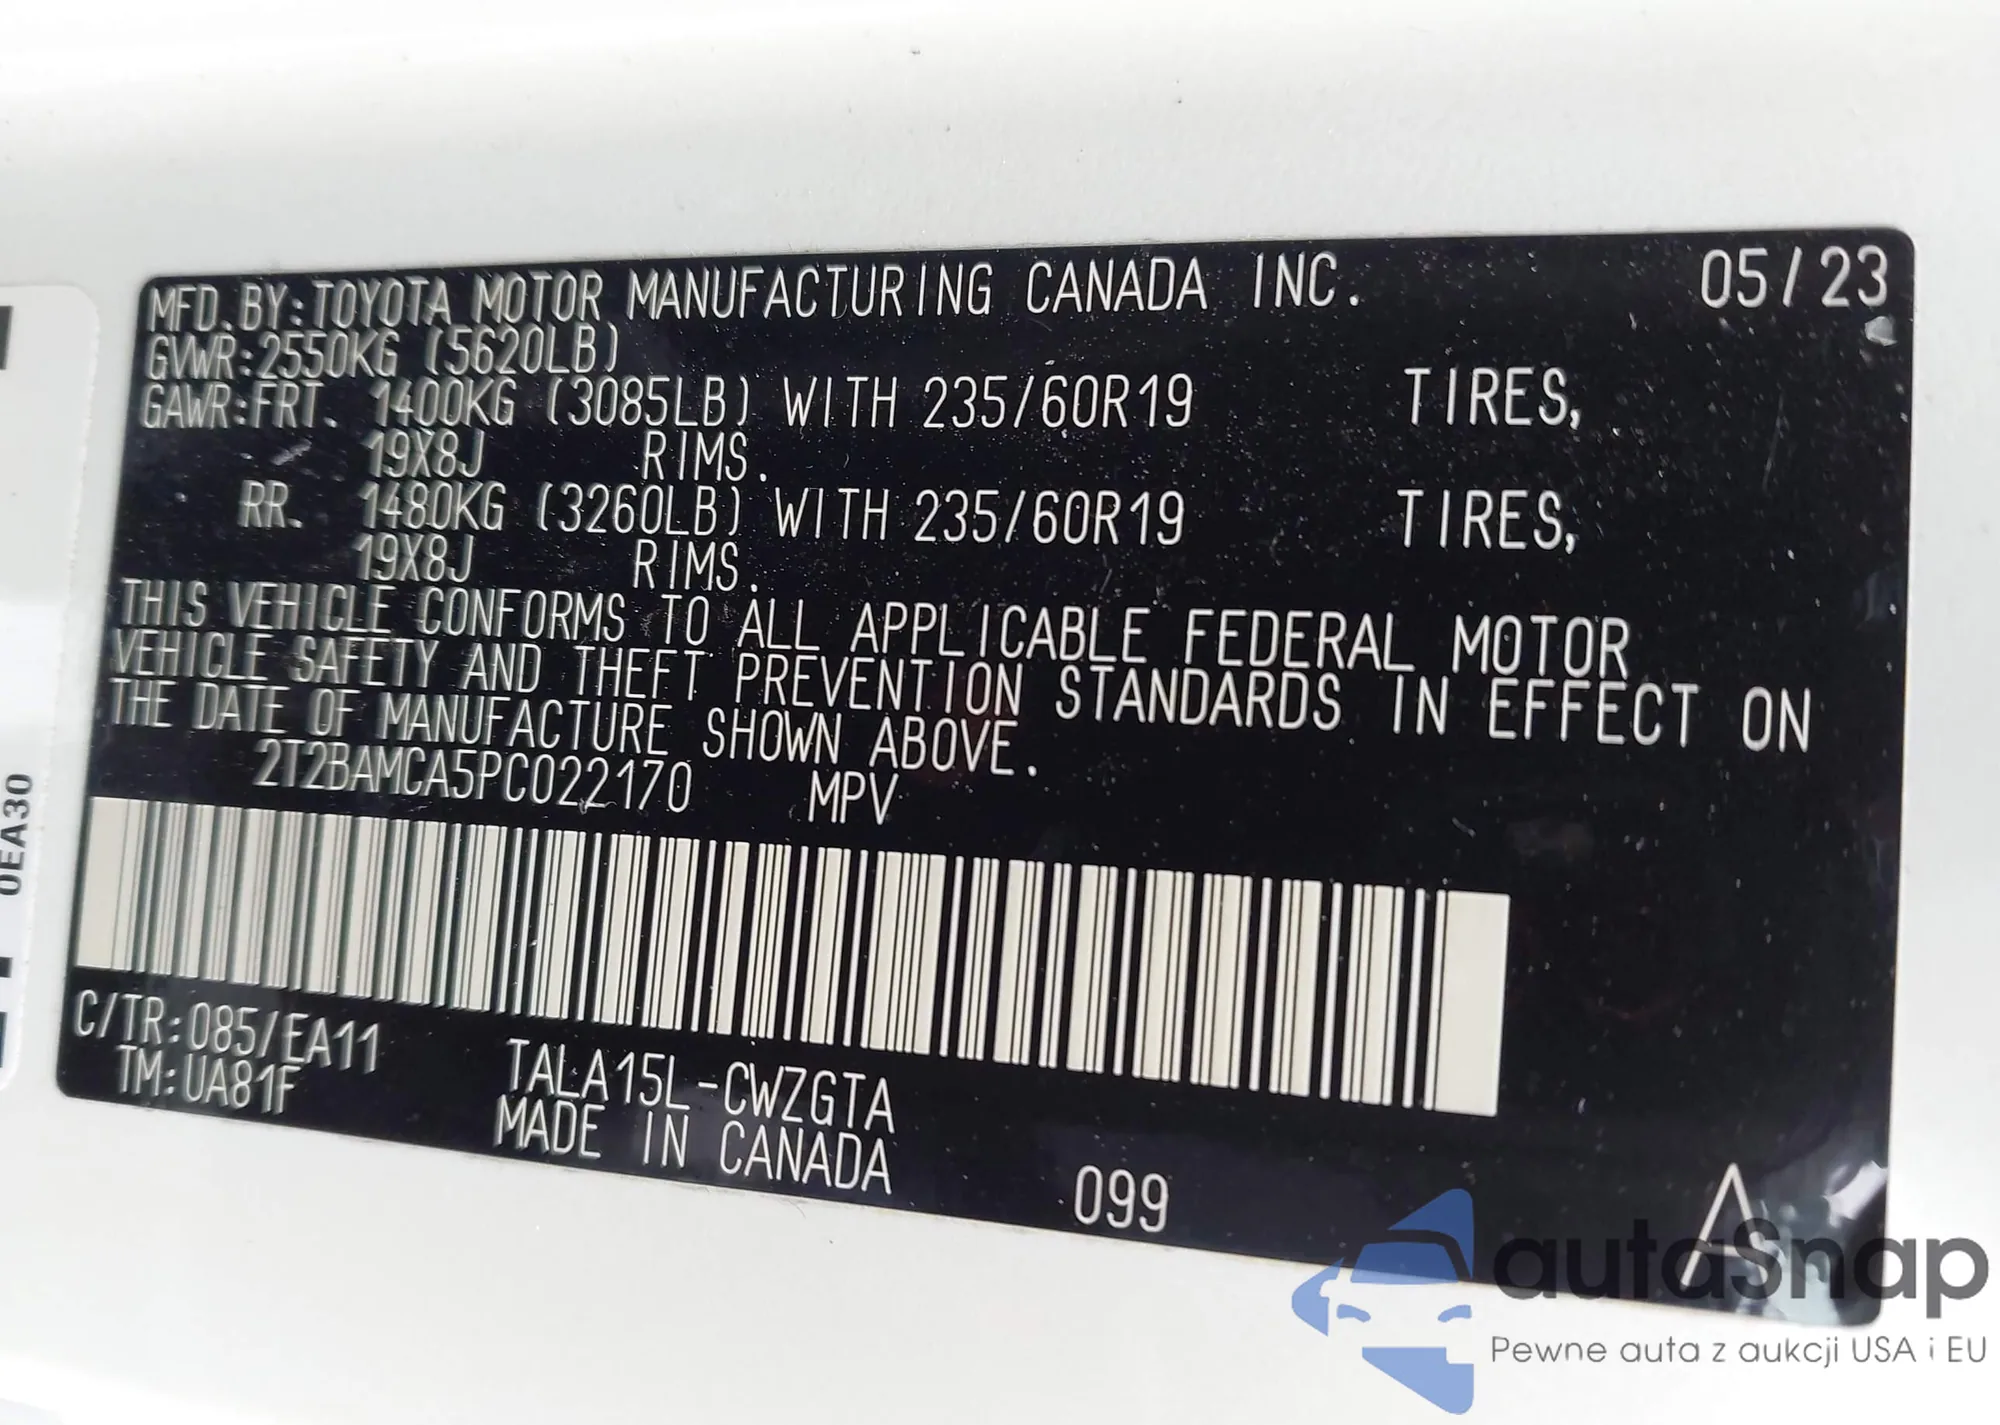 MFD. BY:TOYOTA MOTOR MANUFACTURING CANADA INC. 05/23
GVWR:2550KG (5620LB)
GAWR:FRT. 1400KG (3085LB) WITH 235/60R19 TIRES,
19X8J RIMS.
RR. 1480KG (3260LB) WITH 235/60R19 TIRES,
19X8J RIMS.
THIS VEHICLE CONFORMS TO ALL APPLICABLE FEDERAL MOTOR
VEHICLE SAFETY AND THEFT PREVENTION STANDARDS IN EFFECT ON
THE DATE OF MANUFACTURE SHOWN ABOVE.
2T2BAMCA5PC022170 MPV
C/TR:085/EA11
TM:UA81F
TALA15L-CWZGTA
MADE IN CANADA
099
A
0EA30
autaSnap
Pewne auta z aukcji USA i EU